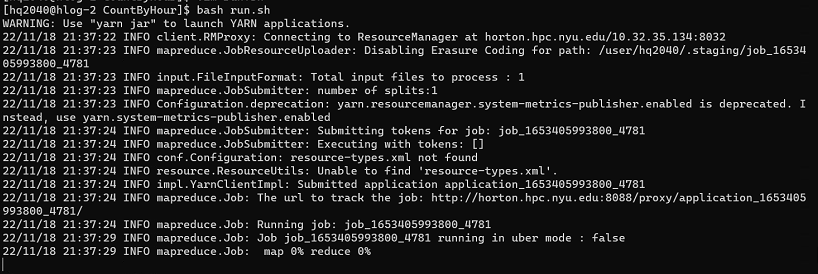 [hq2040@hlog-2 CountByHour]$ bash run.sh
WARNING: Use "yarn jar" to launch YARN applications.
22/11/18 21:37:22 INFO client.RMProxy: Connecting to ResourceManager at horton.hpc.nyu.edu/10.32.35.134:8032
22/11/18 21:37:23 INFO mapreduce.JobResourceUploader: Disabling Erasure Coding for path: /user/hq2040/.staging/job_16534
05993800_4781
22/11/18 21:37:23 INFO input.FileInputFormat: Total input files to process : 1
22/11/18 21:37:23 INFO mapreduce.JobSubmitter: number of splits:1
22/11/18 21:37:23 INFO Configuration.deprecation: yarn.resourcemanager.system-metrics-publisher.enabled is deprecated. I
nstead, use yarn.system-metrics-publisher.enabled
22/11/18 21:37:24 INFO mapreduce.JobSubmitter: Submitting tokens for job: job_1653405993800_4781
22/11/18 21:37:24 INFO mapreduce.JobSubmitter: Executing with tokens: []
22/11/18 21:37:24 INFO conf.Configuration: resource-types.xml not found
22/11/18 21:37:24 INFO resource.ResourceUtils: Unable to find 'resource-types.xml'.
22/11/18 21:37:24 INFO impl.YarnClientImpl: Submitted application application_1653405993800_4781
22/11/18 21:37:24 INFO mapreduce.Job: The url to track the job: http://horton.hpc.nyu.edu:8088/proxy/application_1653405
993800_4781/
22/11/18 21:37:24 INFO mapreduce.Job: Running job: job_1653405993800_4781
22/11/18 21:37:29 INFO mapreduce.Job: Job job_1653405993800_4781 running in uber mode : false
22/11/18 21:37:29 INFO mapreduce.Job:  map 0% reduce 0%